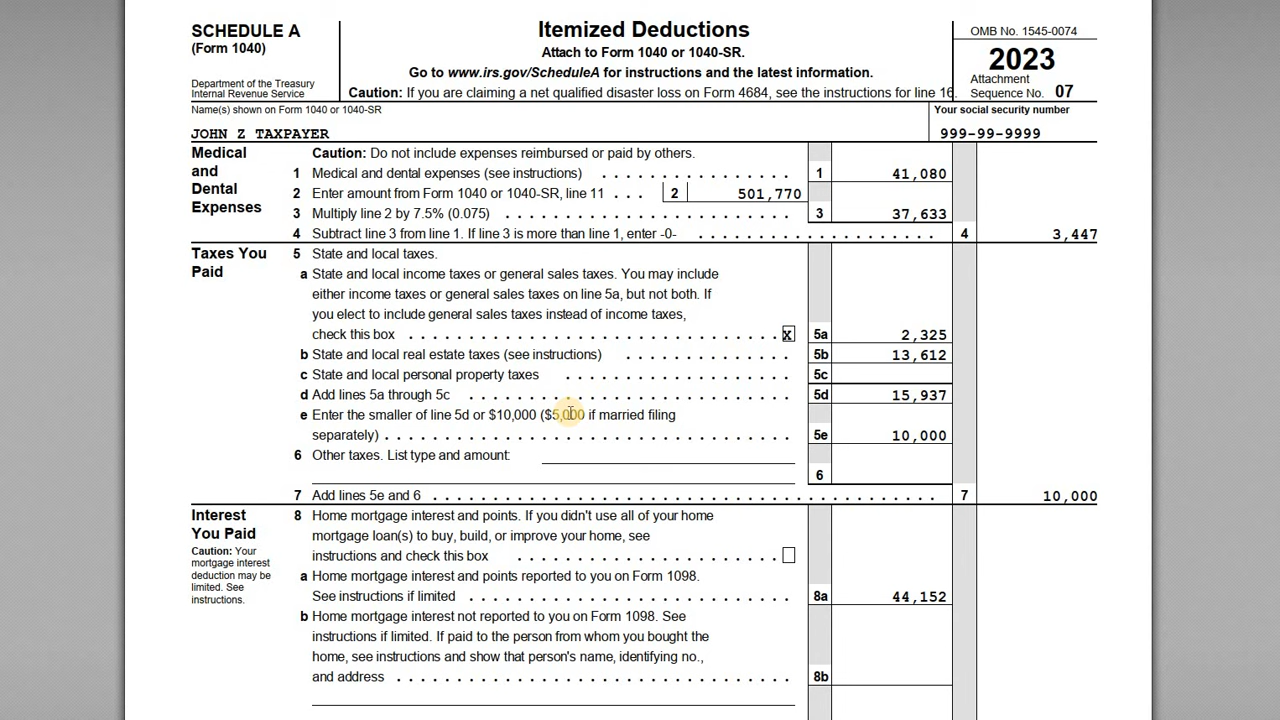 SCHEDULE A
(Form 1040)
Department of the Treasury
Internal Revenue Service
Itemized Deductions
Attach to Form 1040 or 1040-SR.
Go to www.irs.gov/ScheduleA for instructions and the latest information.
Caution: If you are claiming a net qualified disaster loss on Form 4684, see the instructions for line 16.
OMB No. 1545-0074
2023
Attachment
Sequence No. 07
Name(s) shown on Form 1040 or 1040-SR
Your social security number
JOHN Z TAXPAYER
999-99-9999
Medical
and
Dental
Expenses
Caution: Do not include expenses reimbursed or paid by others.
1 Medical and dental expenses (see instructions) . . . . . . . . . . . . . . . . 1 41,080
2 Enter amount from Form 1040 or 1040-SR, line 11 . . . 2 501,770
3 Multiply line 2 by 7.5% (0.075) . . . . . . . . . . . . . . . . . . . . . . 3 37,633
4 Subtract line 3 from line 1. If line 3 is more than line 1, enter -0- . . . . . . . . . . . . . . . . . . . 4 3,447
Taxes You
Paid
5 State and local taxes.
a State and local income taxes or general sales taxes. You may include
either income taxes or general sales taxes on line 5a, but not both. If
you elect to include general sales taxes instead of income taxes,
check this box . . . . . . . . . . . . . . . . . . . . . . . . . . . X 5a 2,325
b State and local real estate taxes (see instructions) . . . . . . . . . . . . . . 5b 13,612
c State and local personal property taxes . . . . . . . . . . . . . . . . . . 5c
d Add lines 5a through 5c . . . . . . . . . . . . . . . . . . . . . . . . 5d 15,937
e Enter the smaller of line 5d or $10,000 ($5,000 if married filing
separately) . . . . . . . . . . . . . . . . . . . . . . . . . . . . 5e 10,000
6 Other taxes. List type and amount:
6
7 Add lines 5e and 6 . . . . . . . . . . . . . . . . . . . . . . . . . . . . . . . . . 7 10,000
Interest
You Paid
Caution: Your
mortgage interest
deduction may be
limited. See
instructions.
8 Home mortgage interest and points. If you didn't use all of your home
mortgage loan(s) to buy, build, or improve your home, see
instructions and check this box . . . . . . . . . . . . . . . . . . . .
a Home mortgage interest and points reported to you on Form 1098.
See instructions if limited . . . . . . . . . . . . . . . . . . . . . . . . 8a 44,152
b Home mortgage interest not reported to you on Form 1098. See
instructions if limited. If paid to the person from whom you bought the
home, see instructions and show that person's name, identifying no.,
and address . . . . . . . . . . . . . . . . . . . . . . . . . . . . 8b